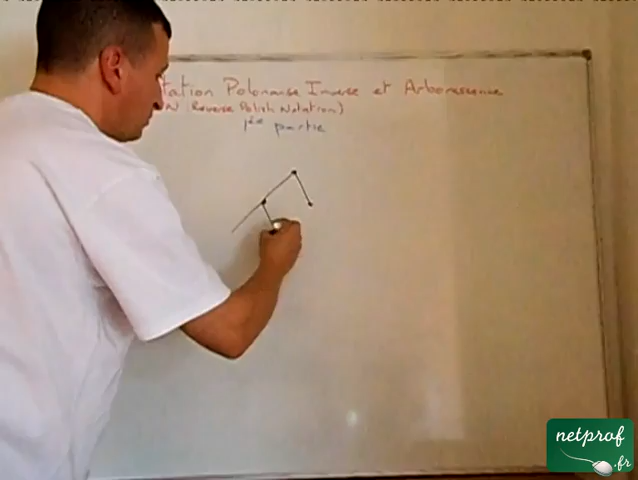 tation Polonaise Inverse et Arborescence
N (Reverse Polish Notation)
1ère partie
netprof
.fr